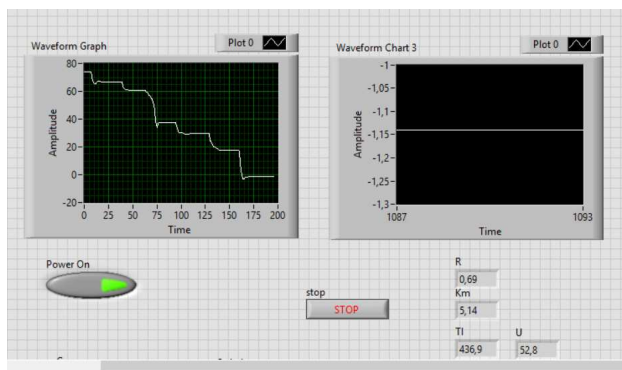 Waveform Graph
Plot 0
80
60
40
20
0
-20
0 25 50 75 100 125 150 175 200
Amplitude
Time
Waveform Chart 3
Plot 0
-1
-1,05
-1,1
-1,15
-1,2
-1,25
-1,3
1087 1093
Amplitude
Time
Power On
stop
STOP
R
0,69
Km
5,14
U
436,9
52,8